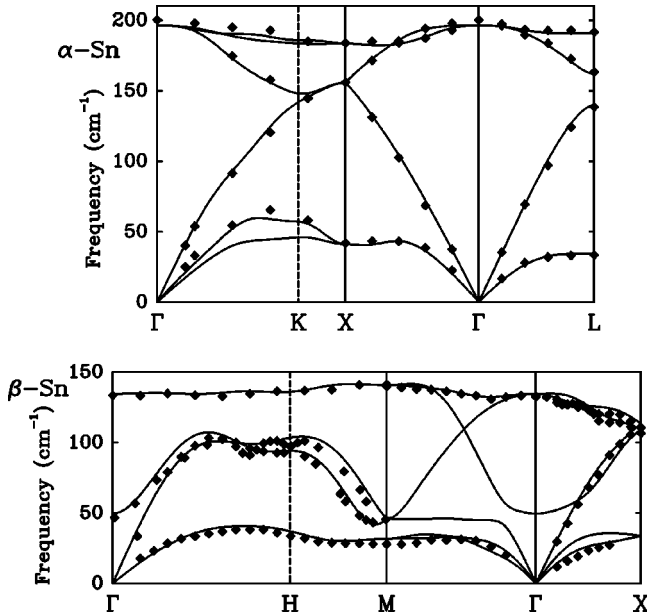 α−Sn
Frequency (cm⁻¹)
200
150
100
50
0
Γ K X Γ L
β−Sn
Frequency (cm⁻¹)
150
100
50
0
Γ H M Γ X